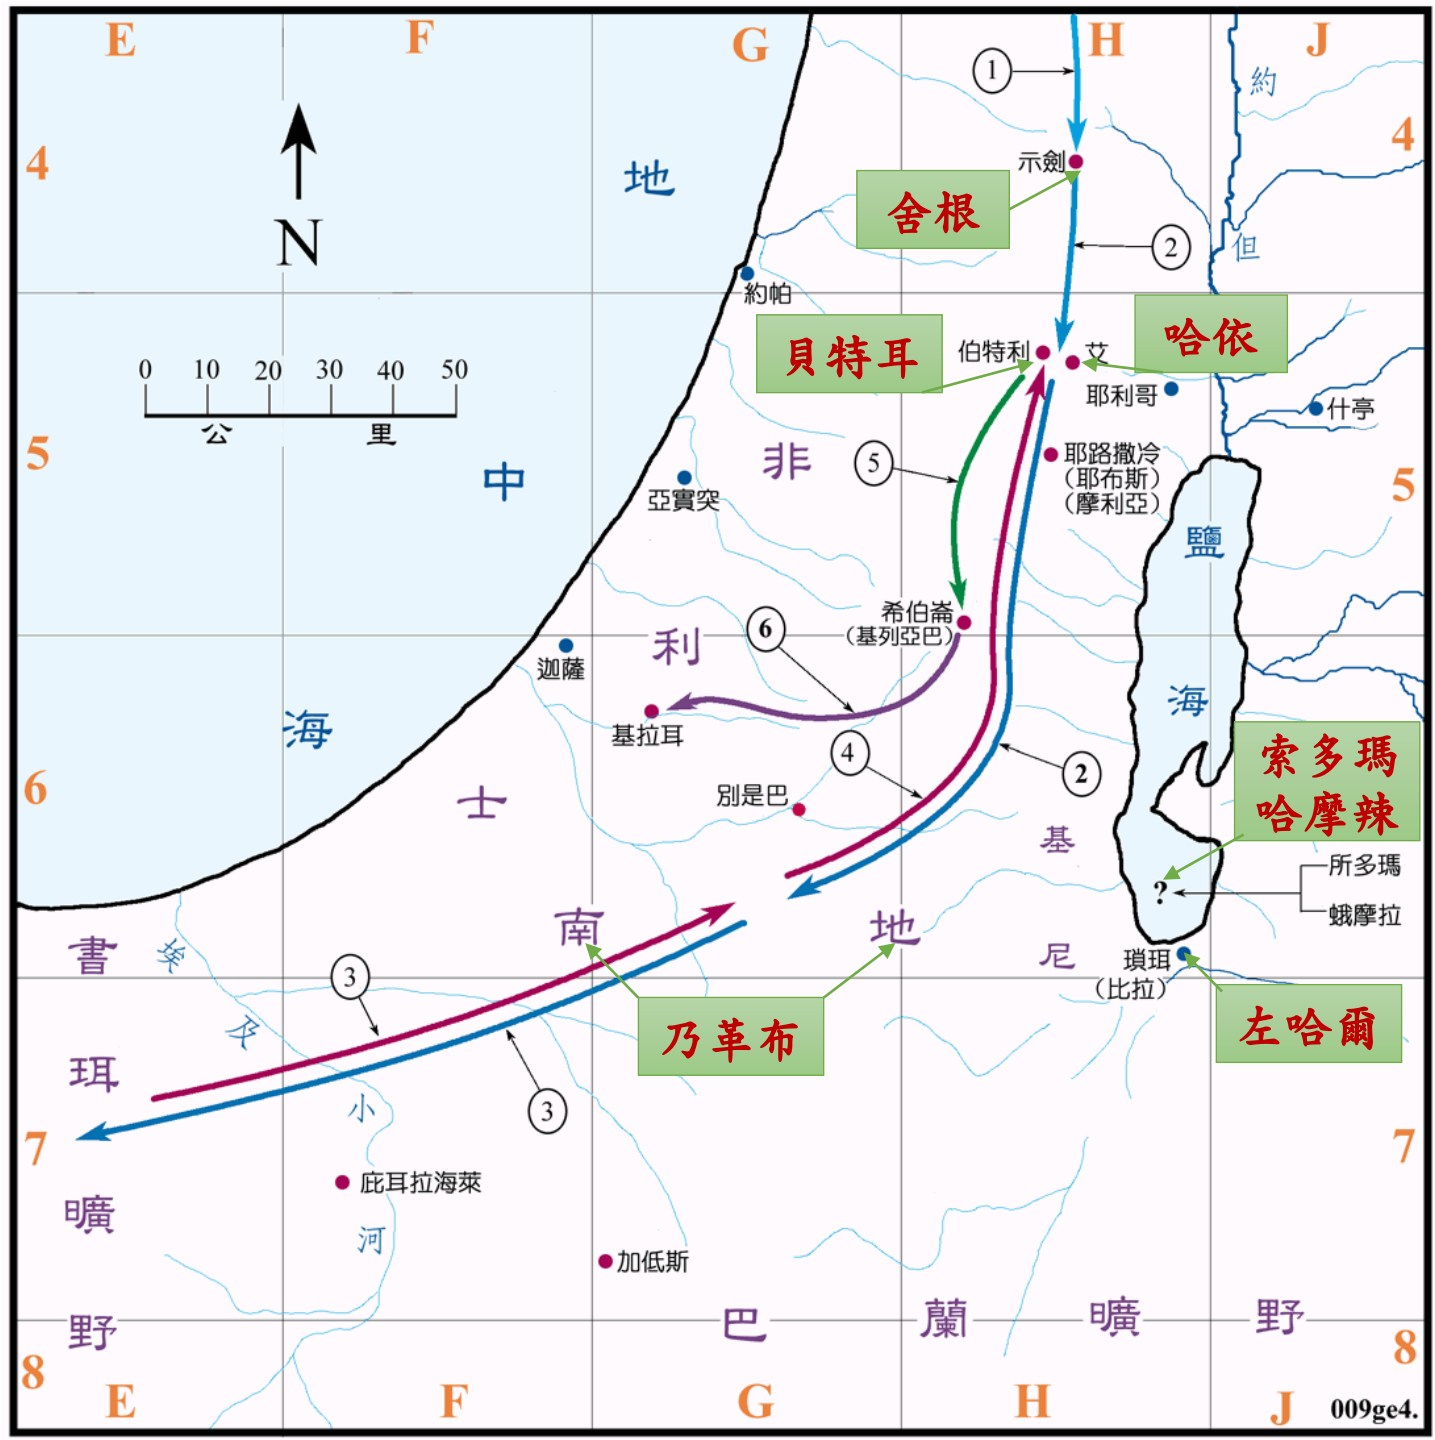 E F G H J
4
4
約
但
地
中
海
N
0 10 20 30 40 50
公 里
①
示劍
舍根
②
約帕
伯特利
艾
貝特耳
哈依
耶利哥
什亭
5
5
耶路撒冷
（耶布斯）
（摩利亞）
亞實突
⑤
鹽
海
非
利
士
地
希伯崙
（基列亞巴）
⑥
迦薩
基拉耳
④
②
別是巴
6
6
索多瑪
哈摩辣
所多瑪
蛾摩拉
?
基
尼
瑣珥
（比拉）
左哈爾
南
地
乃革布
書
珥
曠
野
埃
及
小
河
③
③
7
7
庇耳拉海萊
加低斯
巴 蘭 曠 野
8
8
E F G H J
009ge4.